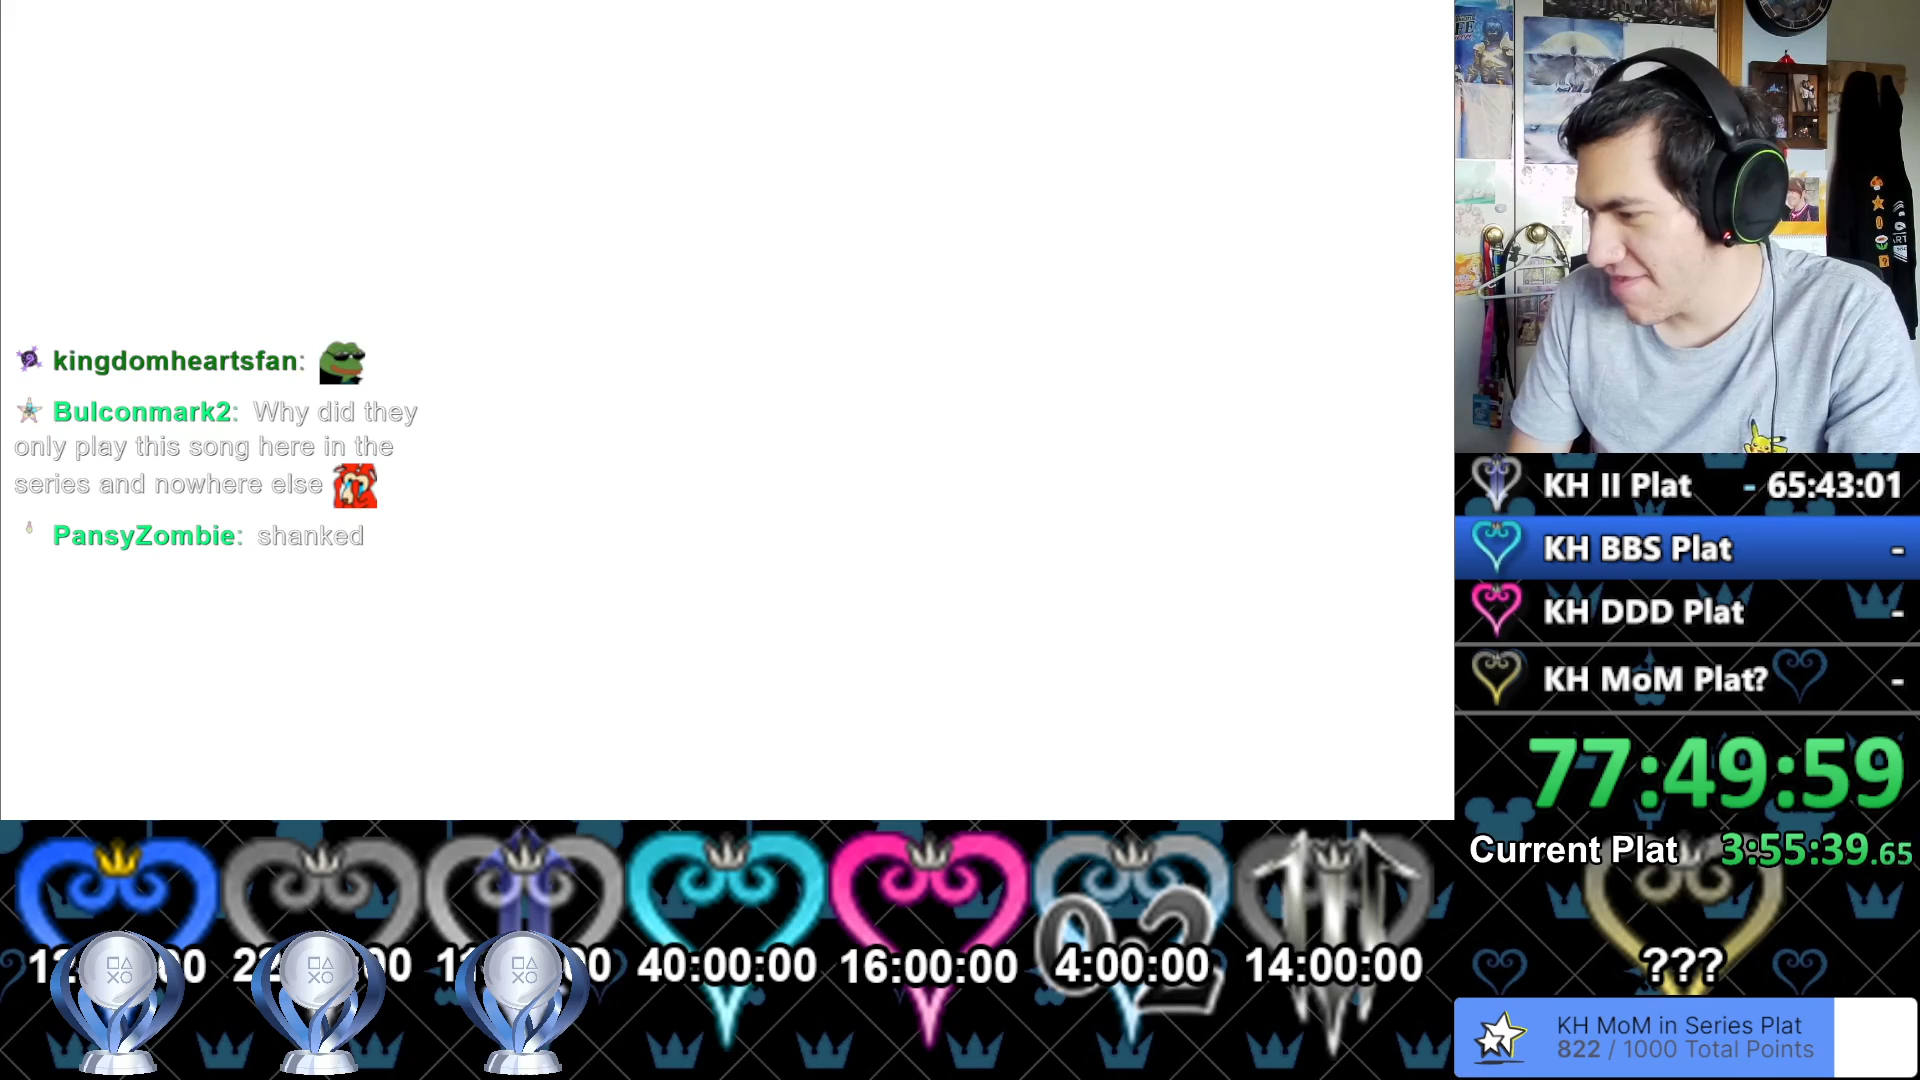 kingdomheartsfan:
Bulconmark2: Why did they
only play this song here in the
series and nowhere else
PansyZombie: shanked
KH II Plat - 65:43:01
KH BBS Plat -
KH DDD Plat -
KH MoM Plat? -
77:49:59
Current Plat 3:55:39.65
40:00:00
16:00:00
4:00:00
14:00:00
???
KH MoM in Series Plat
822 / 1000 Total Points